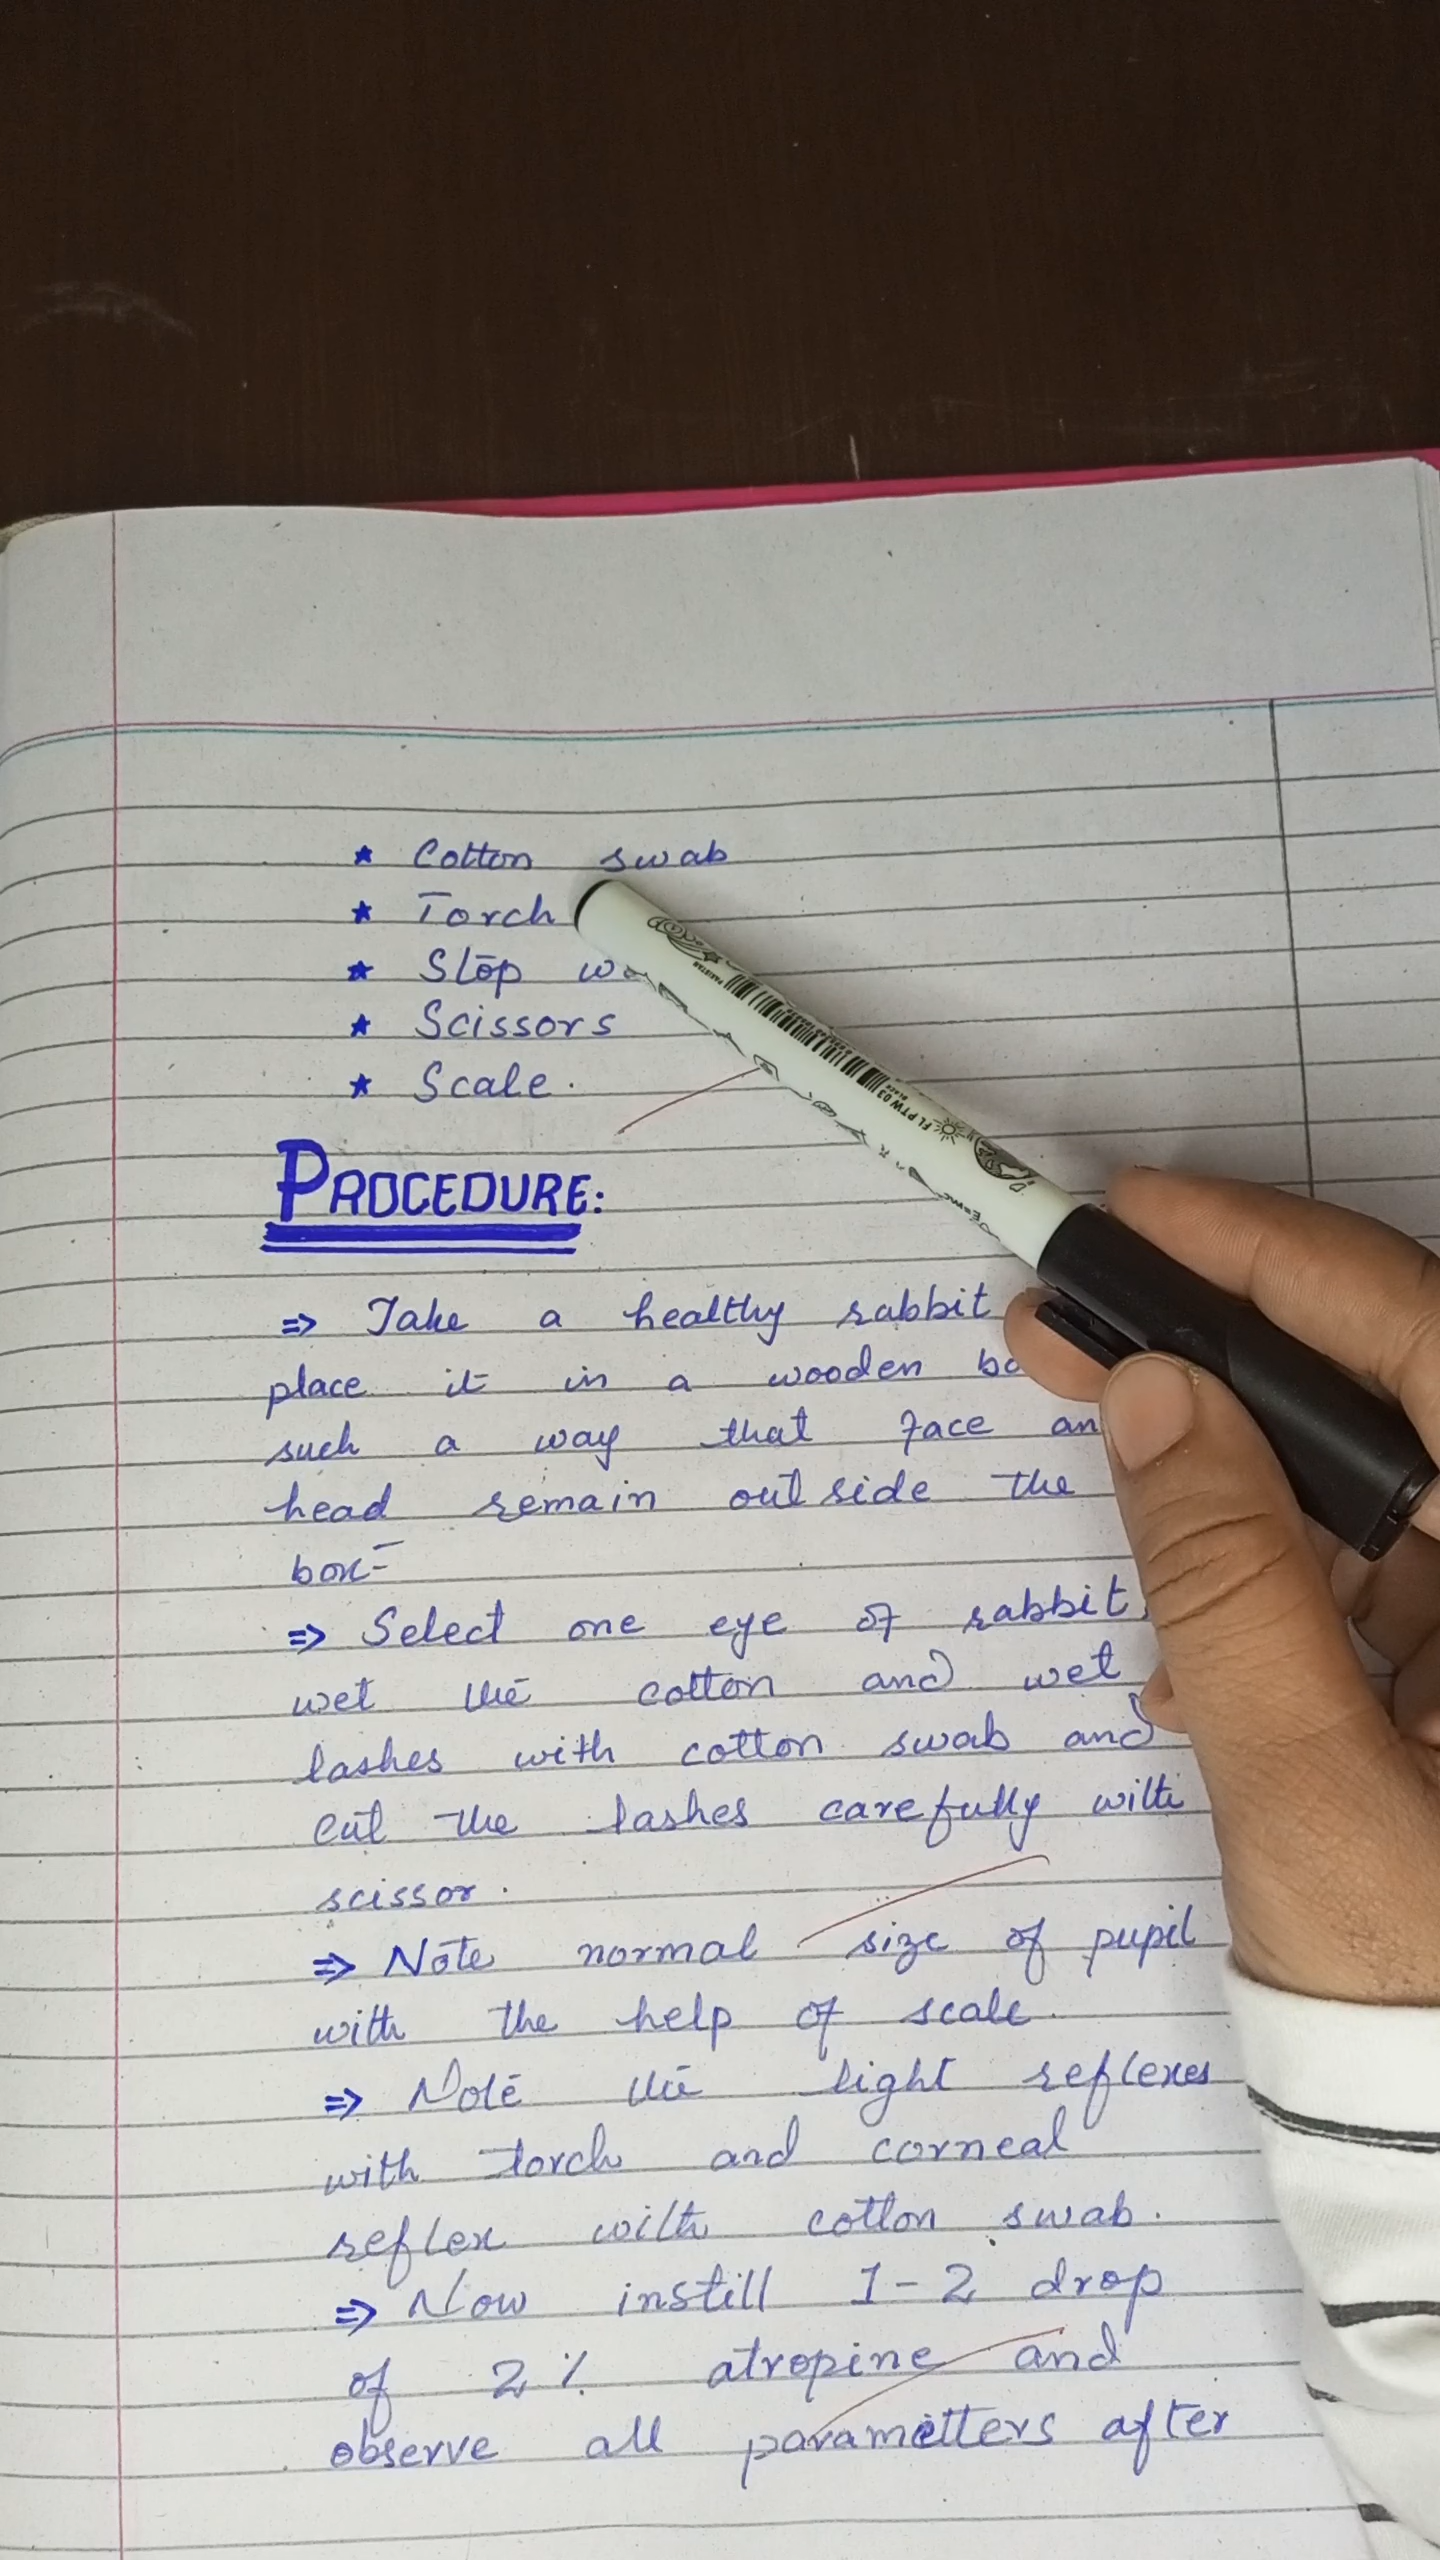 ★ Cotton swab
★ Torch
★ Stop
★ Scissors
★ Scale.
PROCEDURE:
⇒ Take a healthy rabbit
place it in a wooden
such a way that face
head remain outside the
box
⇒ Select one eye of rabbit,
wet the cotton and wet
lashes with cotton swab and
cut the lashes carefully with
scissor.
⇒ Note normal size of pupil
with the help of scale.
⇒ Note the light reflexes
with torch and corneal
reflex with cotton swab.
⇒ Now instill 1-2 drop
of 2% atropine and
observe all parametters after
PAKISTAN
FLPTW03
BLACK
E=mc